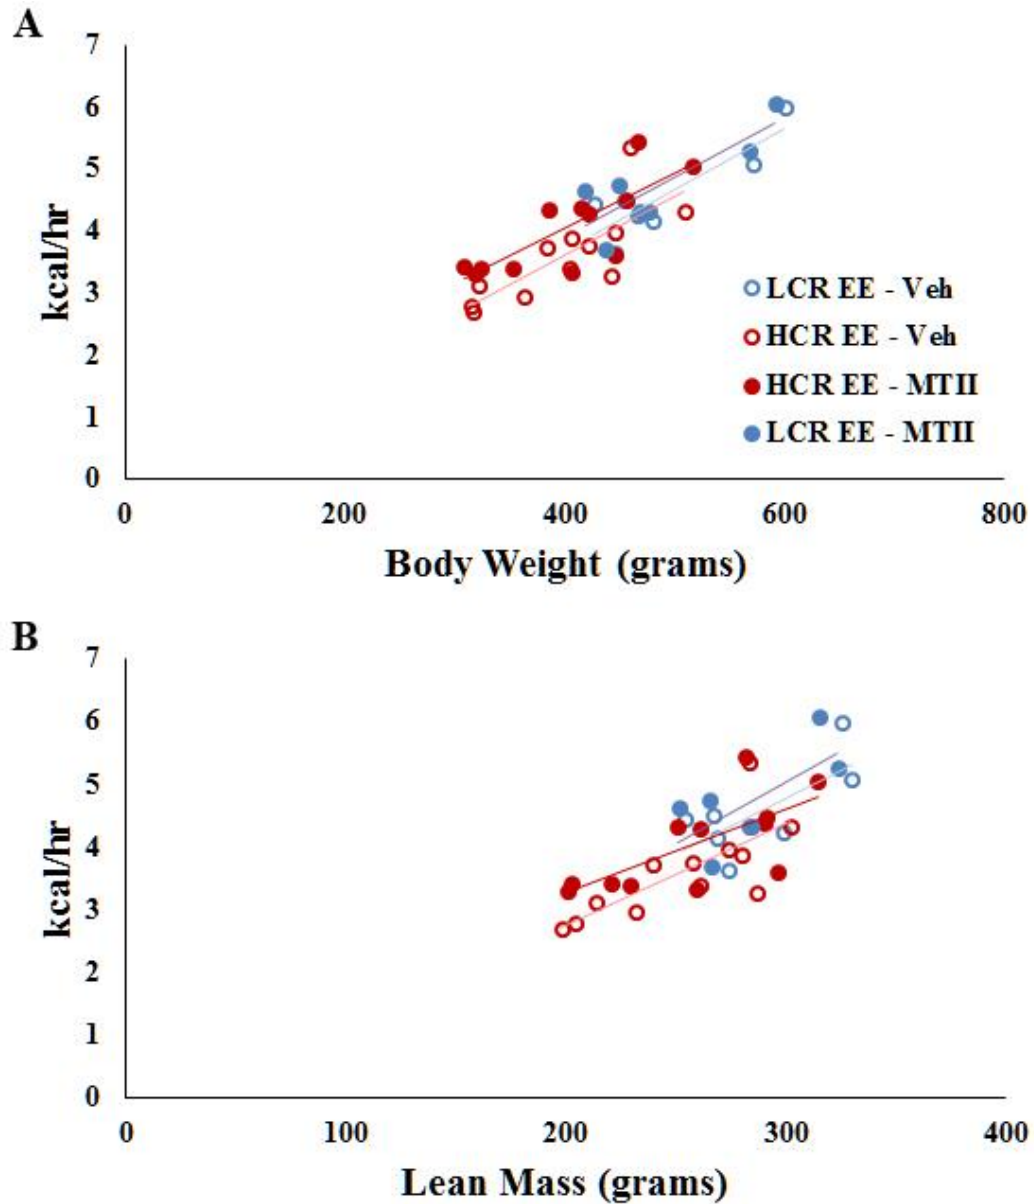 A
7
6
5
4
3
2
1
0
kcal/hr
LCR EE - Veh
HCR EE - Veh
HCR EE - MTII
LCR EE - MTII
0 200 400 600 800
Body Weight (grams)
B
7
6
5
4
3
2
1
0
kcal/hr
0 100 200 300 400
Lean Mass (grams)